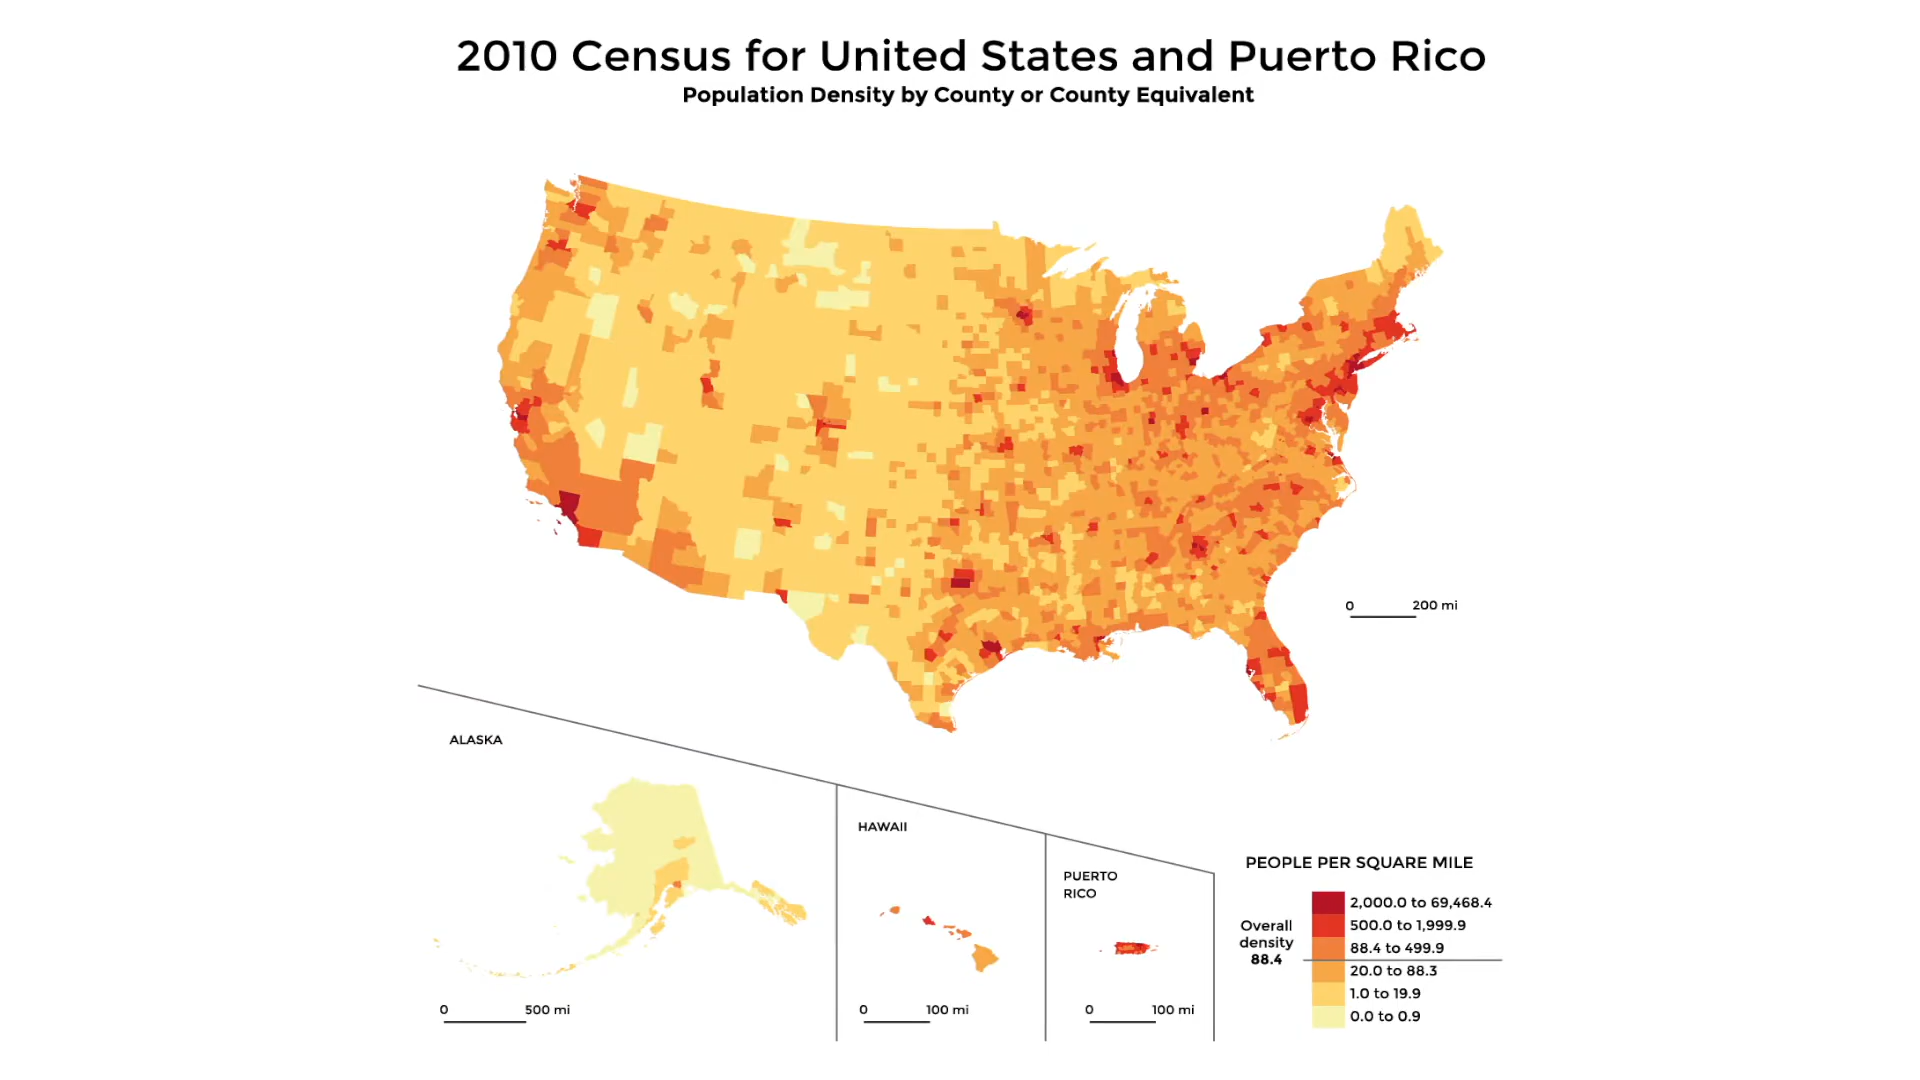 2010 Census for United States and Puerto Rico
Population Density by County or County Equivalent
0 200 mi
ALASKA
0 500 mi
HAWAII
0 100 mi
PUERTO
RICO
0 100 mi
PEOPLE PER SQUARE MILE
Overall
density
88.4
2,000.0 to 69,468.4
500.0 to 1,999.9
88.4 to 499.9
20.0 to 88.3
1.0 to 19.9
0.0 to 0.9